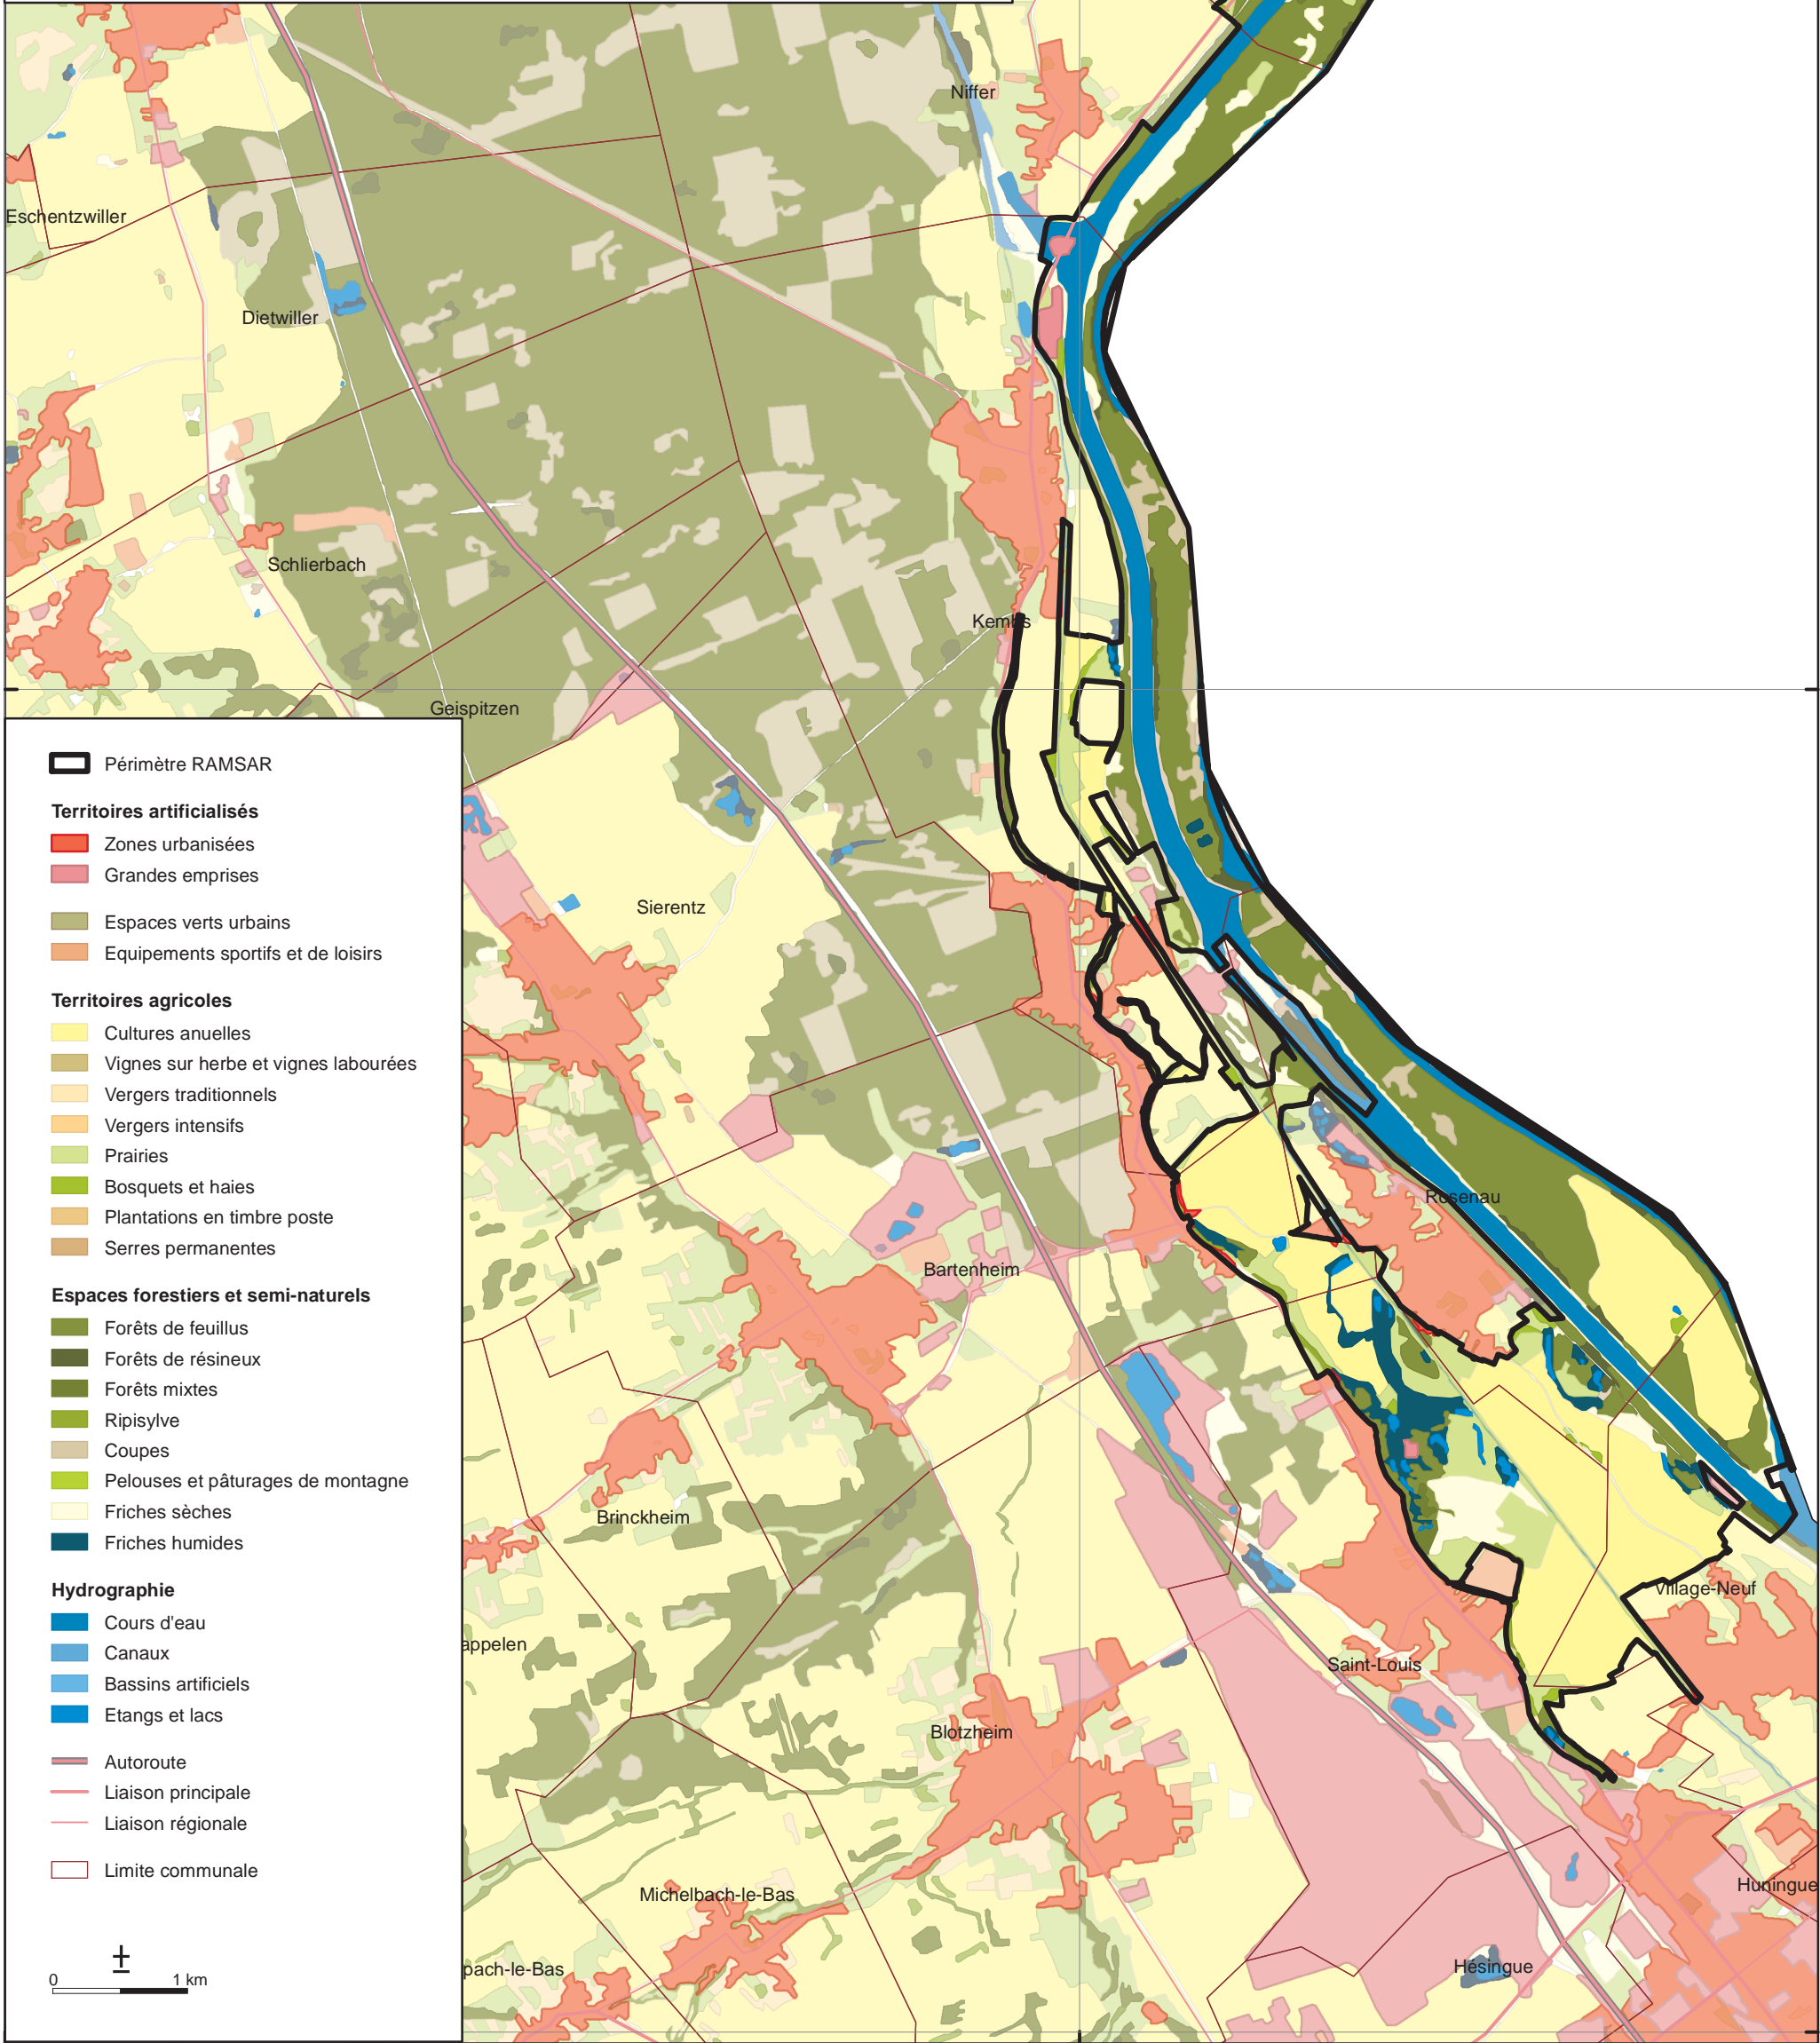 Niffer
Eschentzwiller
Dietwiller
Schlierbach
Kembs
Geispitzen
Périmètre RAMSAR
Territoires artificialisés
Zones urbanisées
Grandes emprises
Espaces verts urbains
Equipements sportifs et de loisirs
Territoires agricoles
Cultures anuelles
Vignes sur herbe et vignes labourées
Vergers traditionnels
Vergers intensifs
Prairies
Bosquets et haies
Plantations en timbre poste
Serres permanentes
Espaces forestiers et semi-naturels
Forêts de feuillus
Forêts de résineux
Forêts mixtes
Ripisylve
Coupes
Pelouses et pâturages de montagne
Friches sèches
Friches humides
Hydrographie
Cours d'eau
Canaux
Bassins artificiels
Etangs et lacs
Autoroute
Liaison principale
Liaison régionale
Limite communale
±
0 1 km
Sierentz
Rosenau
Bartenheim
Brinckheim
Village-Neuf
appelen
Saint-Louis
Blotzheim
Huningue
Michelbach-le-Bas
Hésingue
pach-le-Bas